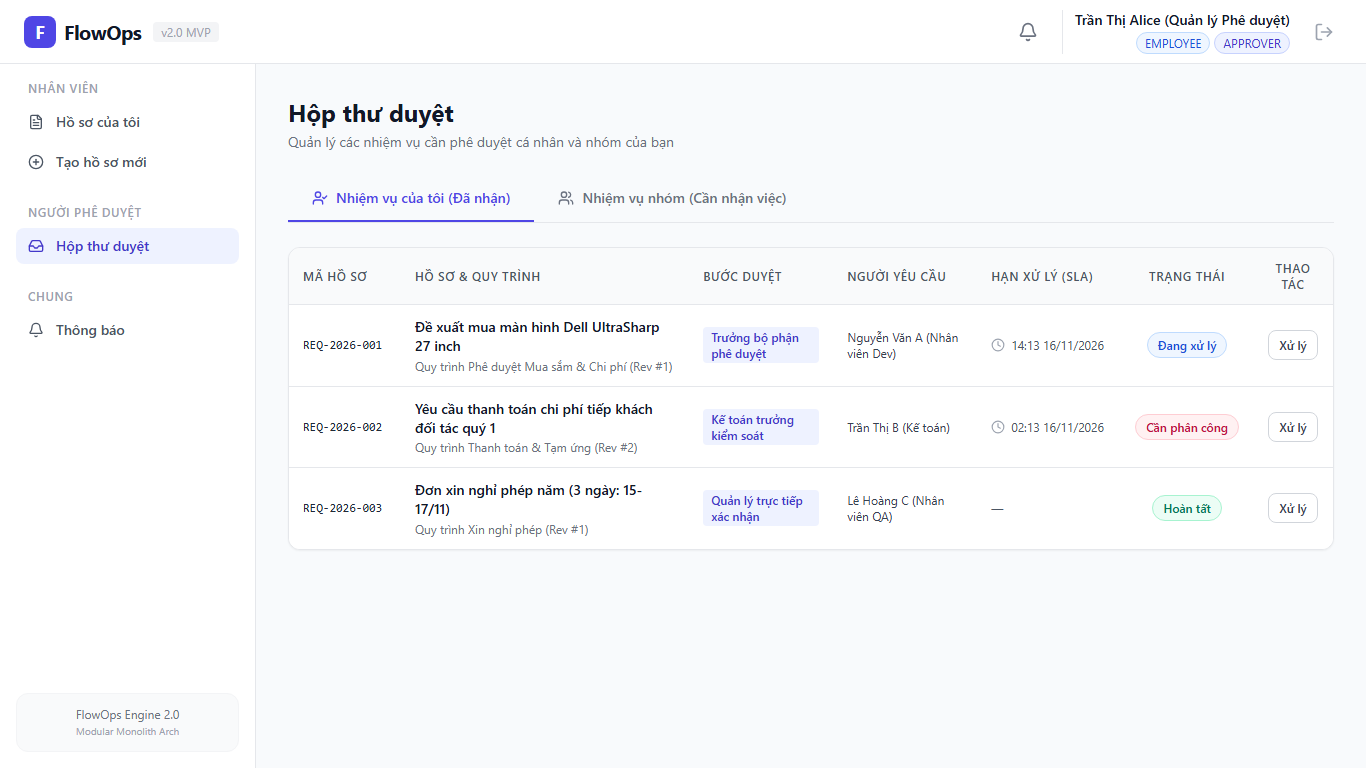 F FlowOps v2.0 MVP
Trần Thị Alice (Quản lý Phê duyệt)
EMPLOYEE APPROVER
NHÂN VIÊN
Hồ sơ của tôi
Tạo hồ sơ mới
NGƯỜI PHÊ DUYỆT
Hộp thư duyệt
CHUNG
Thông báo
FlowOps Engine 2.0
Modular Monolith Arch
Hộp thư duyệt
Quản lý các nhiệm vụ cần phê duyệt cá nhân và nhóm của bạn
Nhiệm vụ của tôi (Đã nhận) Nhiệm vụ nhóm (Cần nhận việc)
MÃ HỒ SƠ HỒ SƠ & QUY TRÌNH BƯỚC DUYỆT NGƯỜI YÊU CẦU HẠN XỬ LÝ (SLA) TRẠNG THÁI THAO
TÁC
REQ-2026-001
Đề xuất mua màn hình Dell UltraSharp
27 inch
Quy trình Phê duyệt Mua sắm & Chi phí (Rev #1)
Trưởng bộ phận
phê duyệt
Nguyễn Văn A (Nhân
viên Dev)
14:13 16/11/2026
Đang xử lý
Xử lý
REQ-2026-002
Yêu cầu thanh toán chi phí tiếp khách
đối tác quý 1
Quy trình Thanh toán & Tạm ứng (Rev #2)
Kế toán trưởng
kiểm soát
Trần Thị B (Kế toán)
02:13 16/11/2026
Cần phân công
Xử lý
REQ-2026-003
Đơn xin nghỉ phép năm (3 ngày: 15-
17/11)
Quy trình Xin nghỉ phép (Rev #1)
Quản lý trực tiếp
xác nhận
Lê Hoàng C (Nhân
viên QA)
—
Hoàn tất
Xử lý